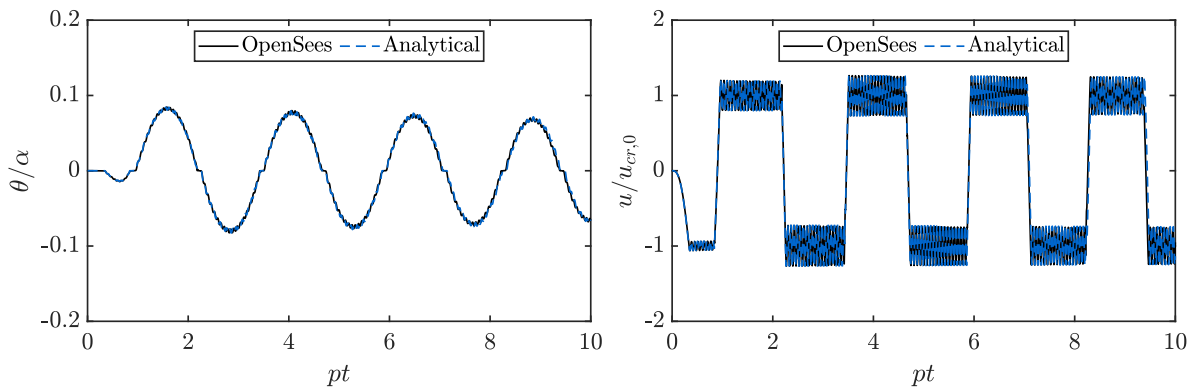 0.2
0.1
0
-0.1
-0.2
θ/α
OpenSees
Analytical
0 2 4 6 8 10
pt
2
1
0
-1
-2
u/u_{cr,0}
OpenSees
Analytical
0 2 4 6 8 10
pt